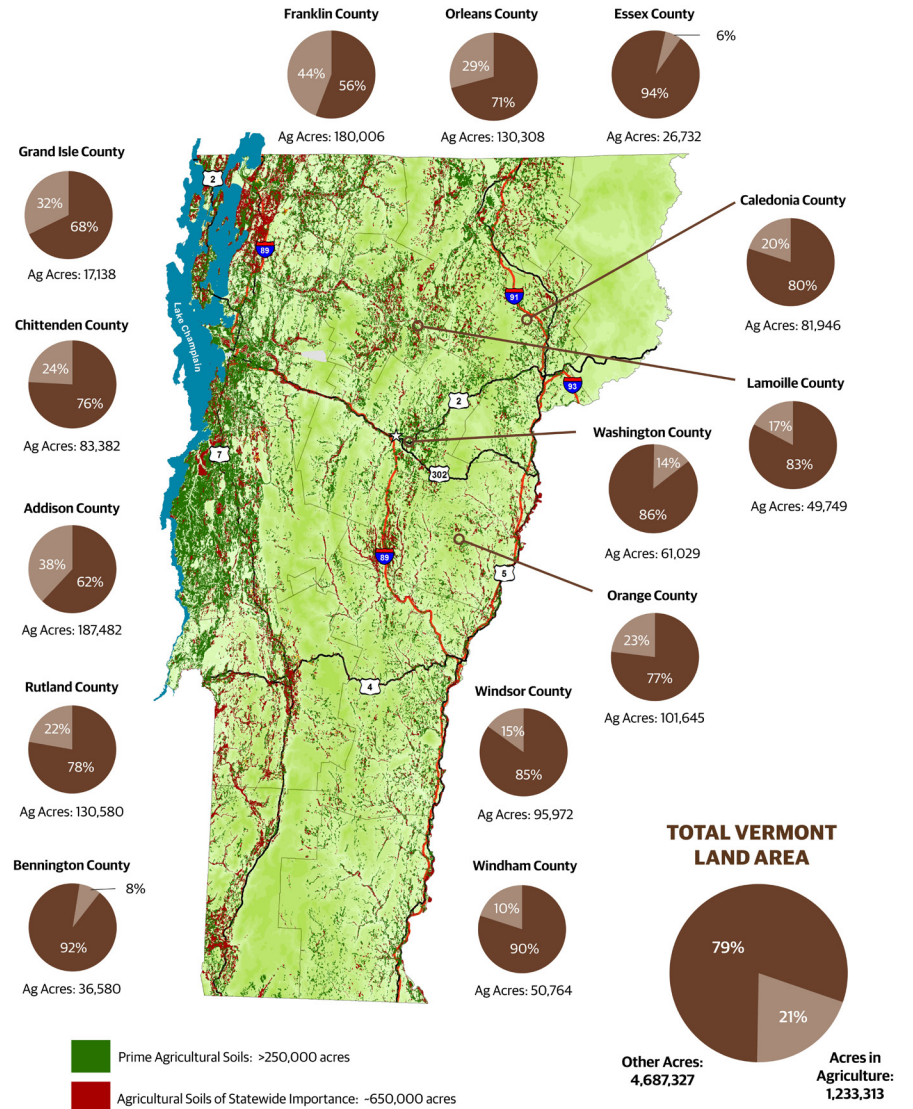 Franklin County
44%
56%
Ag Acres: 180,006
Orleans County
29%
71%
Ag Acres: 130,308
Essex County
6%
94%
Ag Acres: 26,732
Grand Isle County
32%
68%
Ag Acres: 17,138
Caledonia County
20%
80%
Ag Acres: 81,946
Chittenden County
24%
76%
Ag Acres: 83,382
Lamoille County
17%
83%
Ag Acres: 49,749
Washington County
14%
86%
Ag Acres: 61,029
Addison County
38%
62%
Ag Acres: 187,482
Orange County
23%
77%
Ag Acres: 101,645
Rutland County
22%
78%
Ag Acres: 130,580
Windsor County
15%
85%
Ag Acres: 95,972
Bennington County
8%
92%
Ag Acres: 36,580
Windham County
10%
90%
Ag Acres: 50,764
2
89
Lake Champlain
91
93
2
7
302
89
5
4
TOTAL VERMONT
LAND AREA
79%
21%
Other Acres:
4,687,327
Acres in
Agriculture:
1,233,313
Prime Agricultural Soils: >250,000 acres
Agricultural Soils of Statewide Importance: ~650,000 acres